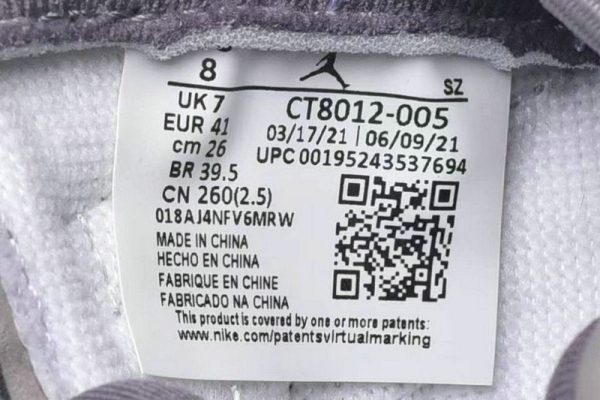 8
SZ
UK 7
EUR 41
cm 26
BR 39.5
CN 260(2.5)
018AJ4NFV6MRW
CT8012-005
03/17/21 | 06/09/21
UPC 00195243537694
MADE IN CHINA
HECHO EN CHINA
FABRIQUE EN CHINE
FABRICADO NA CHINA
This product is covered by one or more patents:
www.nike.com/patentsvirtualmarking